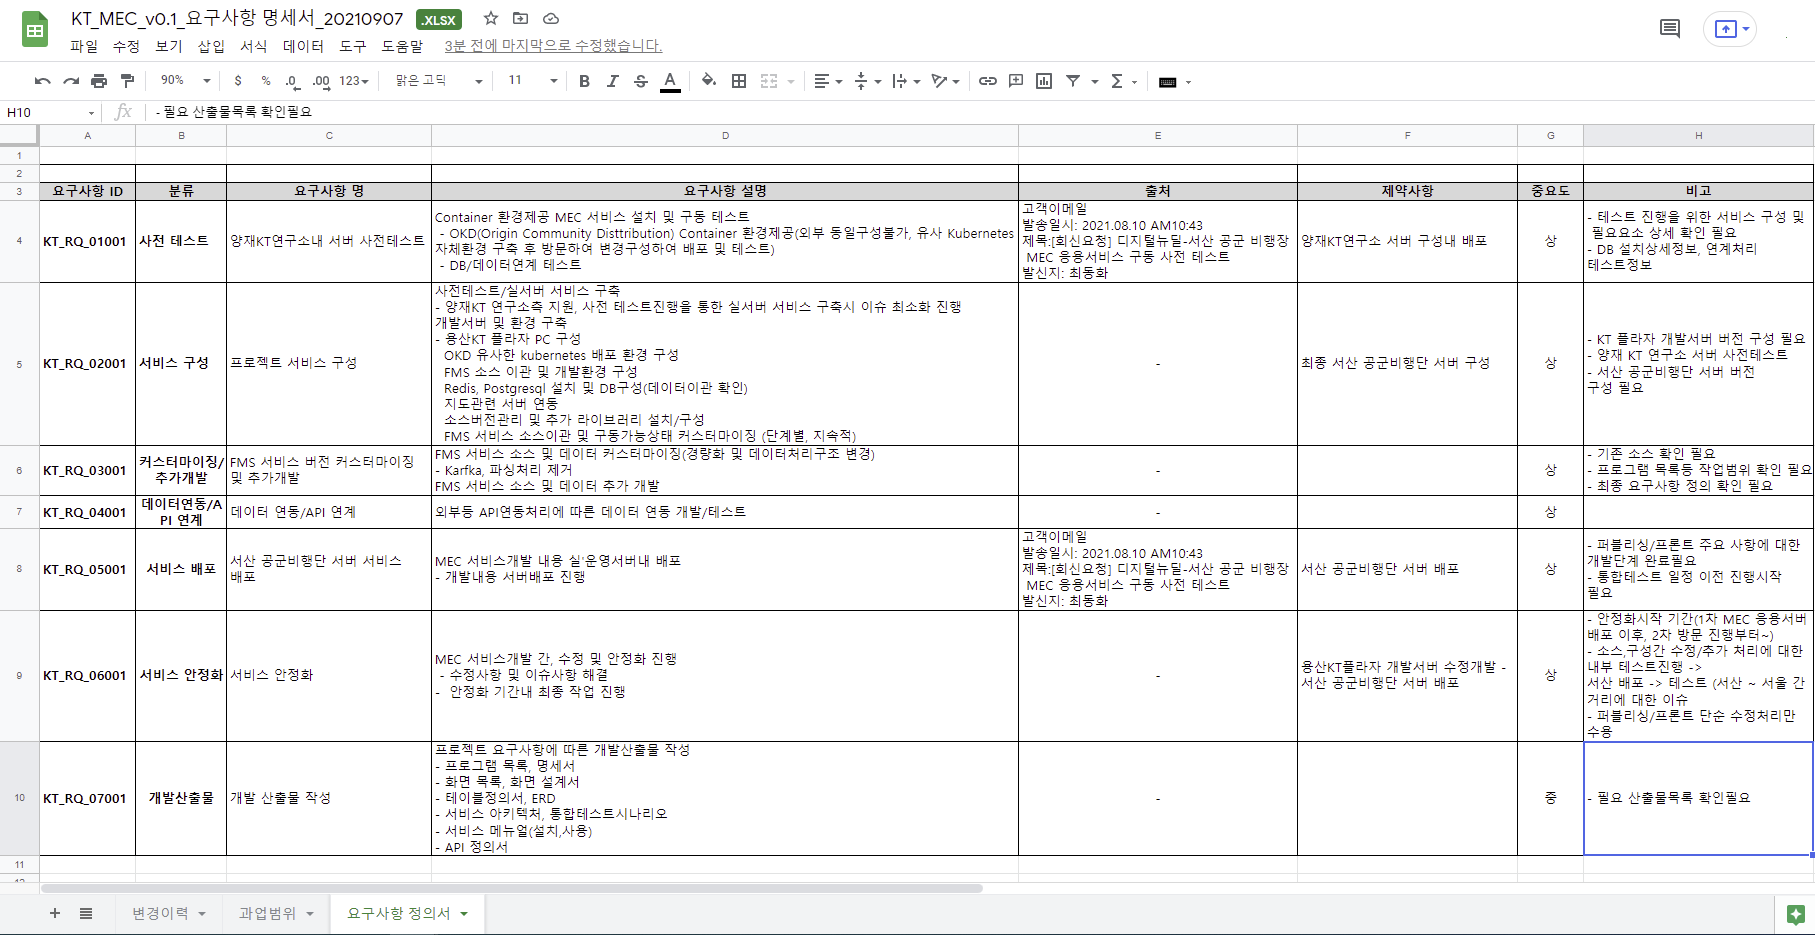 KT_MEC_v0.1_요구사항 명세서_20210907 .XLSX
파일 수정 보기 삽입 서식 데이터 도구 도움말 3분 전에 마지막으로 수정했습니다.
90% $ % .0 .00 123 맑은 고딕 11 B I S A
H10 fx - 필요 산출물목록 확인필요
A B C D E F G H
1
2
3 요구사항 ID 분류 요구사항 명 요구사항 설명 출처 제약사항 중요도 비고
4 KT_RQ_01001 사전 테스트 양재KT연구소내 서버 사전테스트
Container 환경제공 MEC 서비스 설치 및 구동 테스트
- OKD(Origin Community Disttribution) Container 환경제공(외부 동일구성불가, 유사 Kubernetes
자체환경 구축 후 방문하여 변경구성하여 배포 및 테스트)
- DB/데이터연계 테스트
고객이메일
발송일시: 2021.08.10 AM10:43
제목:[회신요청] 디지털뉴딜-서산 공군 비행장
MEC 응용서비스 구동 사전 테스트
발신지: 최동화
양재KT연구소 서버 구성내 배포
상
- 테스트 진행을 위한 서비스 구성 및
필요요소 상세 확인 필요
- DB 설치상세정보, 연계처리
테스트정보
5 KT_RQ_02001 서비스 구성 프로젝트 서비스 구성
사전테스트/실서버 서비스 구축
- 양재KT 연구소측 지원, 사전 테스트진행을 통한 실서버 서비스 구축시 이슈 최소화 진행
개발서버 및 환경 구축
- 용산KT 플라자 PC 구성
OKD 유사한 kubernetes 배포 환경 구성
FMS 소스 이관 및 개발환경 구성
Redis, Postgresql 설치 및 DB구성(데이터이관 확인)
지도관련 서버 연동
소스버전관리 및 추가 라이브러리 설치/구성
FMS 서비스 소스이관 및 구동가능상태 커스터마이징 (단계별, 지속적)
-
최종 서산 공군비행단 서버 구성
상
- KT 플라자 개발서버 버전 구성 필요
- 양재 KT 연구소 서버 사전테스트
- 서산 공군비행단 서버 버전
구성 필요
6 KT_RQ_03001
커스터마이징/
추가개발
FMS 서비스 버전 커스터마이징
및 추가개발
FMS 서비스 소스 및 데이터 커스터마이징(경량화 및 데이터처리구조 변경)
- Karfka, 파싱처리 제거
FMS 서비스 소스 및 데이터 추가 개발
-
상
- 기존 소스 확인 필요
- 프로그램 목록등 작업범위 확인 필요
- 최종 요구사항 정의 확인 필요
7 KT_RQ_04001
데이터연동/A
PI 연계
데이터 연동/API 연계
외부등 API연동처리에 따른 데이터 연동 개발/테스트
-
상
8 KT_RQ_05001 서비스 배포
서산 공군비행단 서버 서비스
배포
MEC 서비스개발 내용 실'운영서버내 배포
- 개발내용 서버배포 진행
고객이메일
발송일시: 2021.08.10 AM10:43
제목:[회신요청] 디지털뉴딜-서산 공군 비행장
MEC 응용서비스 구동 사전 테스트
발신지: 최동화
서산 공군비행단 서버 배포
상
- 퍼블리싱/프론트 주요 사항에 대한
개발단계 완료필요
- 통합테스트 일정 이전 진행시작
필요
9 KT_RQ_06001 서비스 안정화 서비스 안정화
MEC 서비스개발 간, 수정 및 안정화 진행
- 수정사항 및 이슈사항 해결
- 안정화 기간내 최종 작업 진행
-
용산KT플라자 개발서버 수정개발 -
서산 공군비행단 서버 배포
상
- 안정화시작 기간(1차 MEC 응용서버
배포 이후, 2차 방문 진행부터~)
- 소스,구성간 수정/추가 처리에 대한
내부 테스트진행 ->
서산 배포 -> 테스트 (서산 ~ 서울 간
거리에 대한 이슈
- 퍼블리싱/프론트 단순 수정처리만
수용
10 KT_RQ_07001 개발산출물 개발 산출물 작성
프로젝트 요구사항에 따른 개발산출물 작성
- 프로그램 목록, 명세서
- 화면 목록, 화면 설계서
- 테이블정의서, ERD
- 서비스 아키텍처, 통합테스트시나리오
- 서비스 메뉴얼(설치,사용)
- API 정의서
-
중
- 필요 산출물목록 확인필요
11
변경이력 과업범위 요구사항 정의서